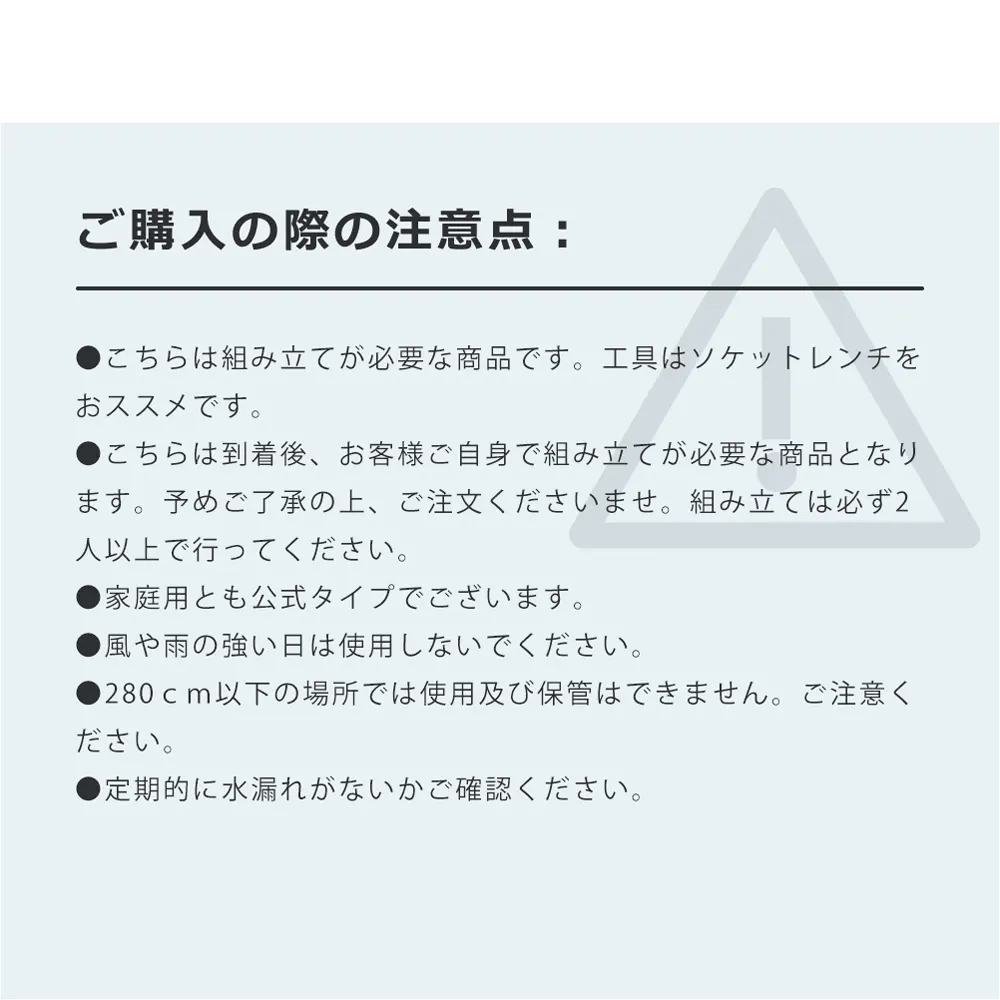 ご購入の際の注意点：
●こちらは組み立てが必要な商品です。工具はソケットレンチを
おススメです。
●こちらは到着後、お客様ご自身で組み立てが必要な商品となり
ます。予めご了承の上、ご注文くださいませ。組み立ては必ず2
人以上で行ってください。
●家庭用とも公式タイプでございます。
●風や雨の強い日は使用しないでください。
●280ｃｍ以下の場所では使用及び保管はできません。ご注意く
ださい。
●定期的に水漏れがないかご確認ください。